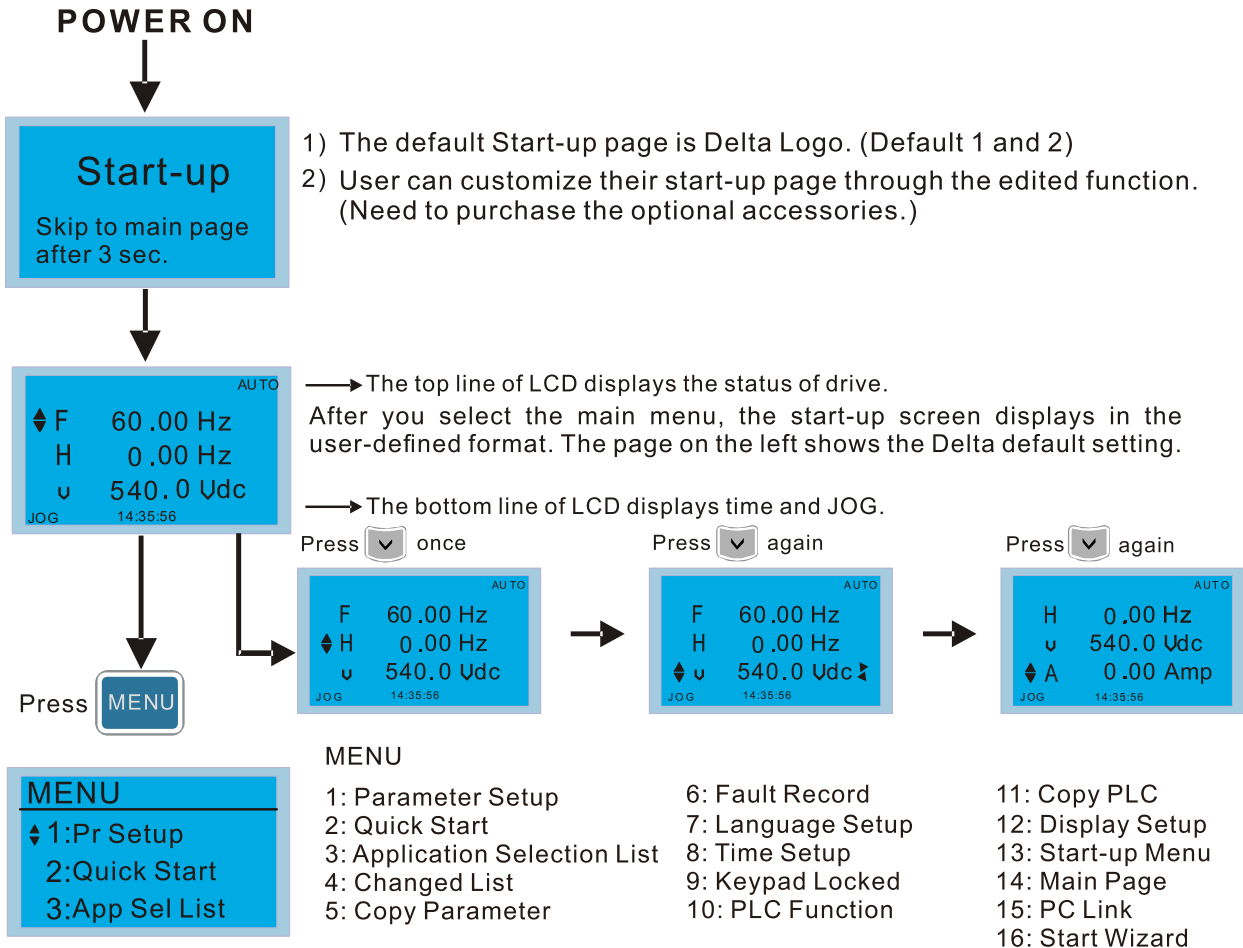 POWER ON
Start-up
Skip to main page
after 3 sec.
1) The default Start-up page is Delta Logo. (Default 1 and 2)
2) User can customize their start-up page through the edited function.
(Need to purchase the optional accessories.)
AUTO
F 60.00 Hz
H 0.00 Hz
u 540.0 Vdc
JOG 14:35:56
The top line of LCD displays the status of drive.
After you select the main menu, the start-up screen displays in the
user-defined format. The page on the left shows the Delta default setting.
The bottom line of LCD displays time and JOG.
Press once
AUTO
F 60.00 Hz
H 0.00 Hz
u 540.0 Vdc
JOG 14:35:56
Press again
AUTO
F 60.00 Hz
H 0.00 Hz
u 540.0 Vdc
JOG 14:35:56
Press again
AUTO
H 0.00 Hz
u 540.0 Vdc
A 0.00 Amp
JOG 14:35:56
Press MENU
MENU
1:Pr Setup
2:Quick Start
3:App Sel List
MENU
1: Parameter Setup
2: Quick Start
3: Application Selection List
4: Changed List
5: Copy Parameter
6: Fault Record
7: Language Setup
8: Time Setup
9: Keypad Locked
10: PLC Function
11: Copy PLC
12: Display Setup
13: Start-up Menu
14: Main Page
15: PC Link
16: Start Wizard